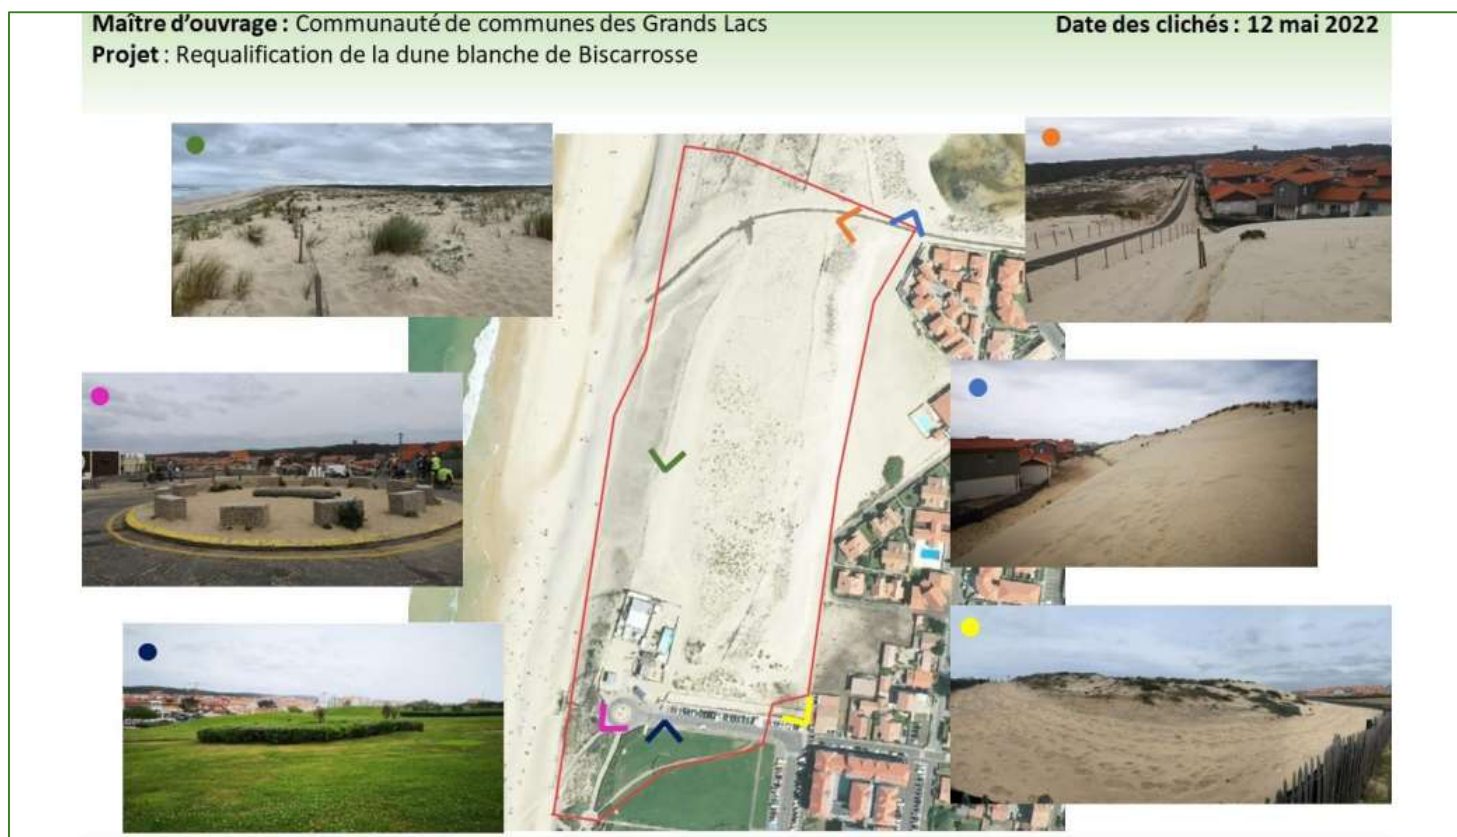 Maître d'ouvrage : Communauté de communes des Grands Lacs
Date des clichés : 12 mai 2022
Projet : Requalification de la dune blanche de Biscarrosse